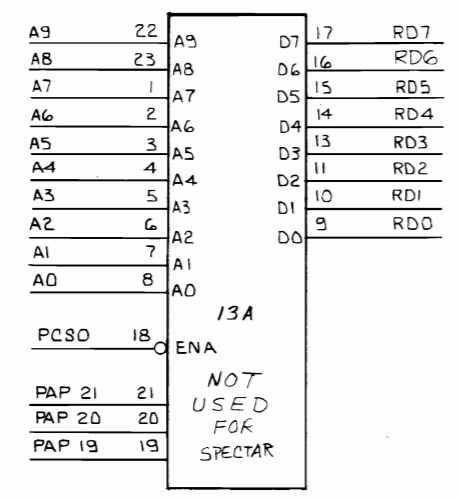 A9 22 A9 D7 17 RD7
A8 23 A8 D6 16 RD6
A7 1 A7 D5 15 RD5
A6 2 A6 D4 14 RD4
A5 3 A5 D3 13 RD3
A4 4 A4 D2 11 RD2
A3 5 A3 D1 10 RD1
A2 6 A2 D0 9 RD0
A1 7 A1
A0 8 A0
13A
PCS0 18 ENA
NOT
USED
FOR
SPECTAR
PAP 21 21
PAP 20 20
PAP 19 19